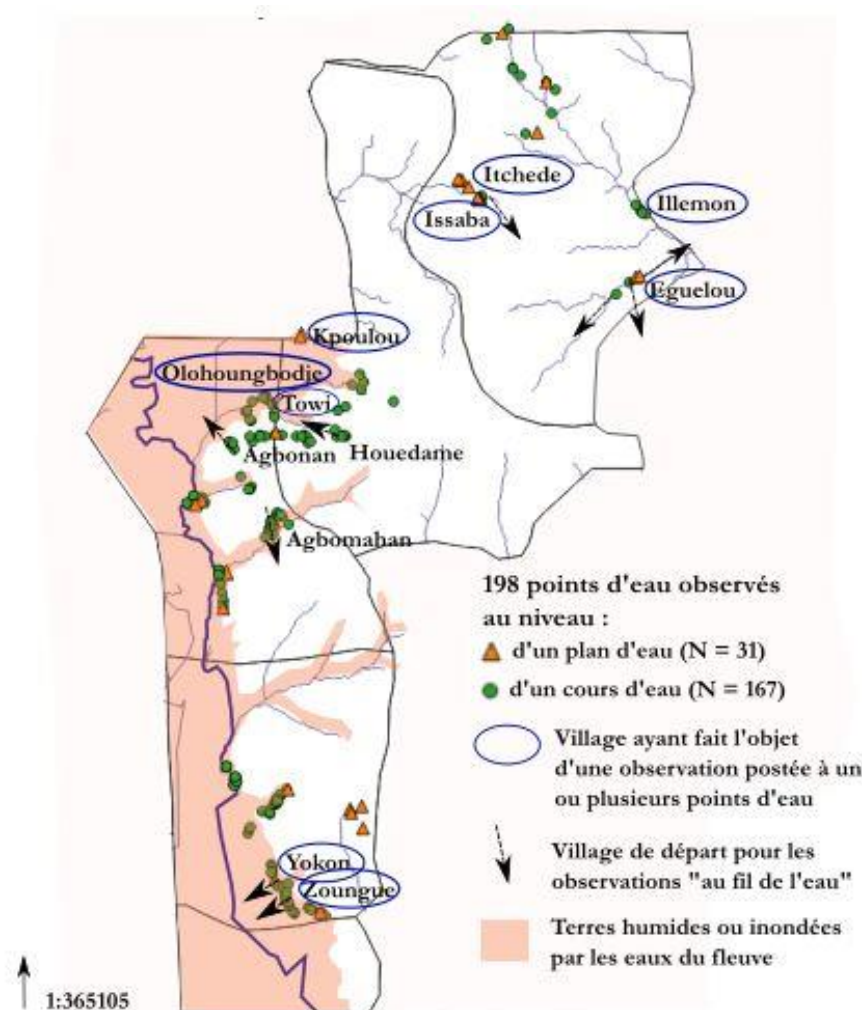 Itchede
Issaba
Illemon
Eguelou
Kpoulou
Olohoungbodje
Towi
Agbonan
Houedame
Agbomahan
198 points d'eau observés
au niveau :
d'un plan d'eau (N = 31)
d'un cours d'eau (N = 167)
Village ayant fait l'objet
d'une observation postée à un
ou plusieurs points d'eau
Yokon
Zoungue
Village de départ pour les
observations "au fil de l'eau"
Terres humides ou inondées
par les eaux du fleuve
1:365105